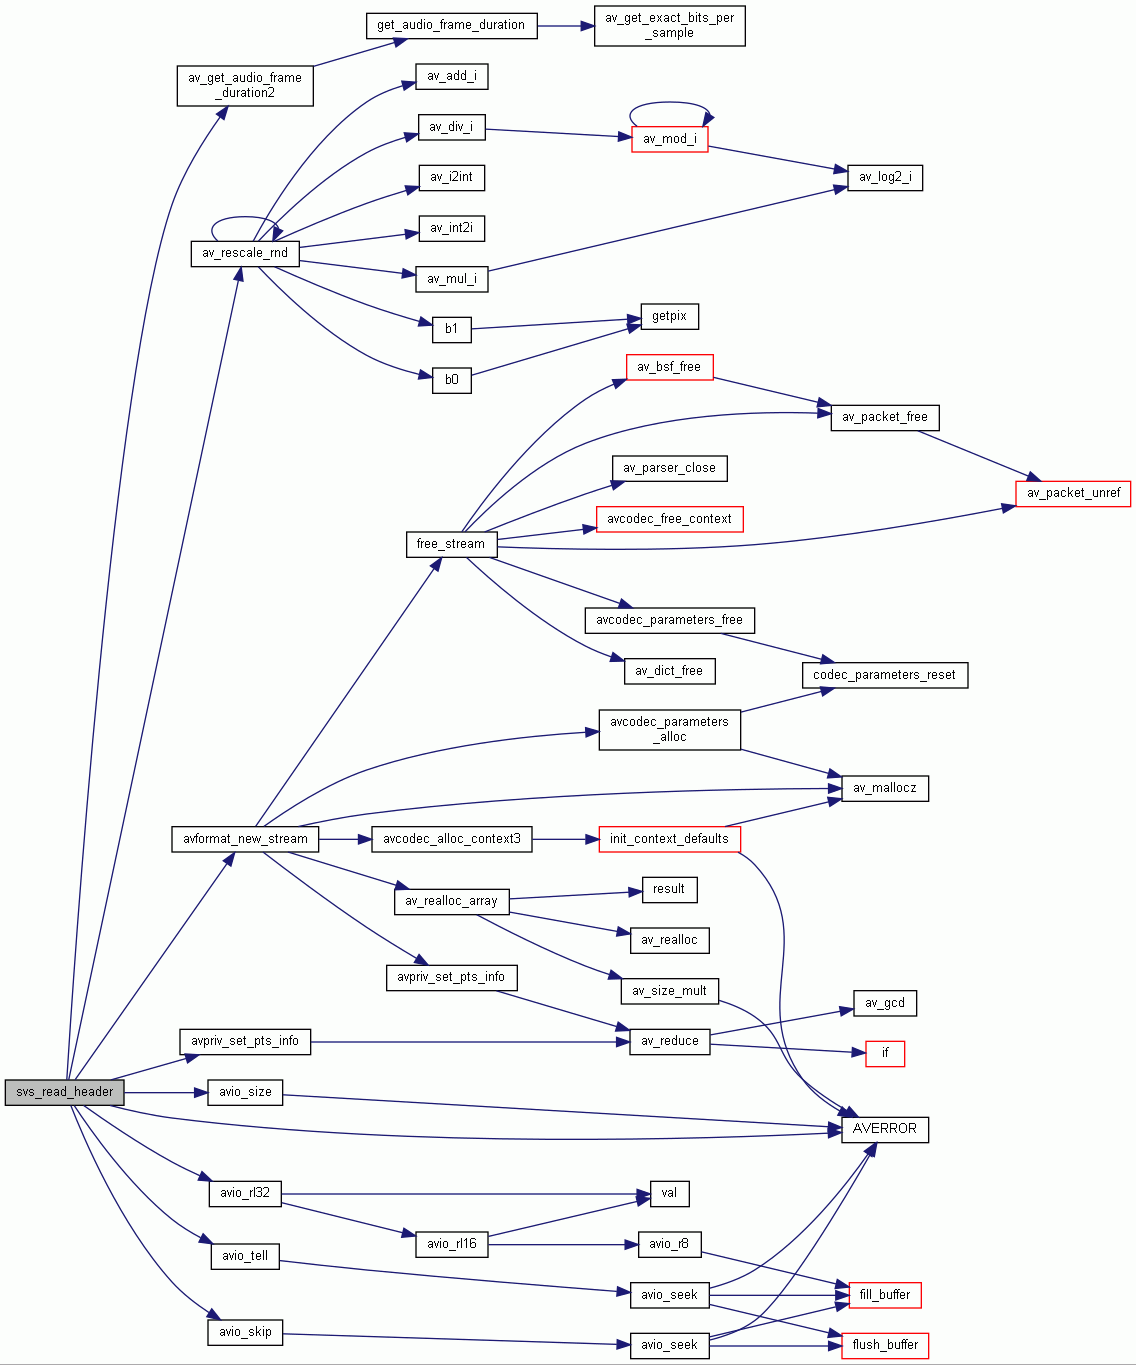 get_audio_frame_duration
av_get_exact_bits_per
_sample
av_get_audio_frame
_duration2
av_add_i
av_div_i
av_mod_i
av_i2int
av_log2_i
av_int2i
av_rescale_rnd
av_mul_i
b1
getpix
b0
av_bsf_free
av_packet_free
av_parser_close
av_packet_unref
avcodec_free_context
free_stream
avcodec_parameters_free
av_dict_free
codec_parameters_reset
avcodec_parameters
_alloc
av_mallocz
avformat_new_stream
avcodec_alloc_context3
init_context_defaults
av_realloc_array
result
av_realloc
avpriv_set_pts_info
av_size_mult
av_gcd
avpriv_set_pts_info
av_reduce
if
svs_read_header
avio_size
AVERROR
avio_rl32
val
avio_rl16
avio_r8
avio_tell
avio_seek
fill_buffer
avio_skip
avio_seek
flush_buffer